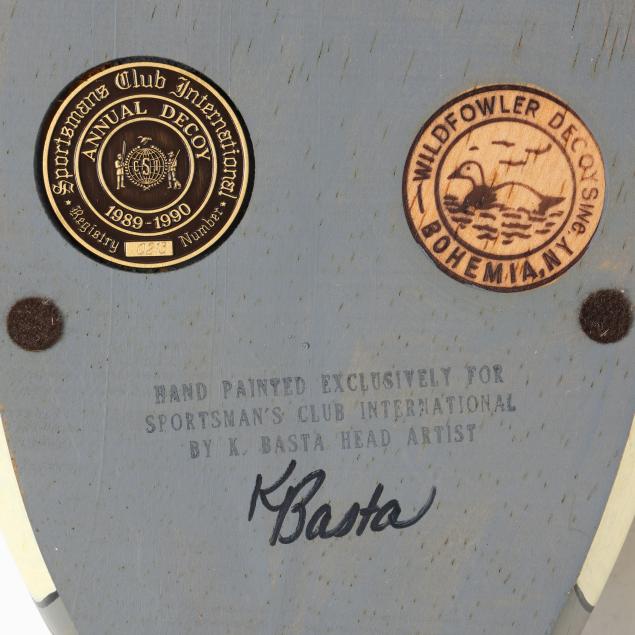 Sportsmans Club International
ANNUAL DECOY
CSI
1989-1990
Registry Number
WILDFOWLER DECOYS INC.
BOHEMIA, N.Y.
HAND PAINTED EXCLUSIVELY FOR
SPORTSMAN'S CLUB INTERNATIONAL
BY K. BASTA HEAD ARTIST
K Basta